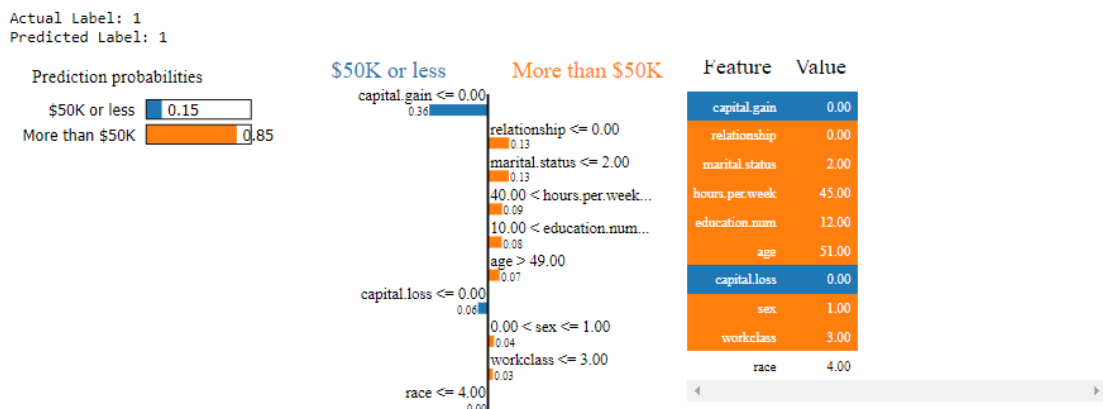 Actual Label: 1
Predicted Label: 1
Prediction probabilities
$50K or less 0.15
More than $50K 0.85
$50K or less More than $50K
capital.gain <= 0.00
0.36
relationship <= 0.00
0.13
marital.status <= 2.00
0.13
40.00 < hours.per.week...
0.09
10.00 < education.num...
0.08
age > 49.00
0.07
capital.loss <= 0.00
0.06
0.00 < sex <= 1.00
0.04
workclass <= 3.00
0.03
race <= 4.00
0.00
Feature Value
capital.gain 0.00
relationship 0.00
marital.status 2.00
hours.per.week 45.00
education.num 12.00
age 51.00
capital.loss 0.00
sex 1.00
workclass 3.00
race 4.00